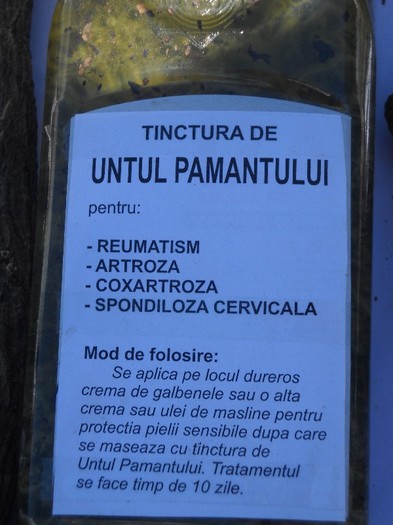 TINCTURA DE
UNTUL PAMANTULUI
pentru:
- REUMATISM
- ARTROZA
- COXARTROZA
- SPONDILOZA CERVICALA
Mod de folosire:
Se aplica pe locul dureros
crema de galbenele sau o alta
crema sau ulei de masline pentru
protectia pielii sensibile dupa care
se maseaza cu tinctura de
Untul Pamantului. Tratamentul
se face timp de 10 zile.